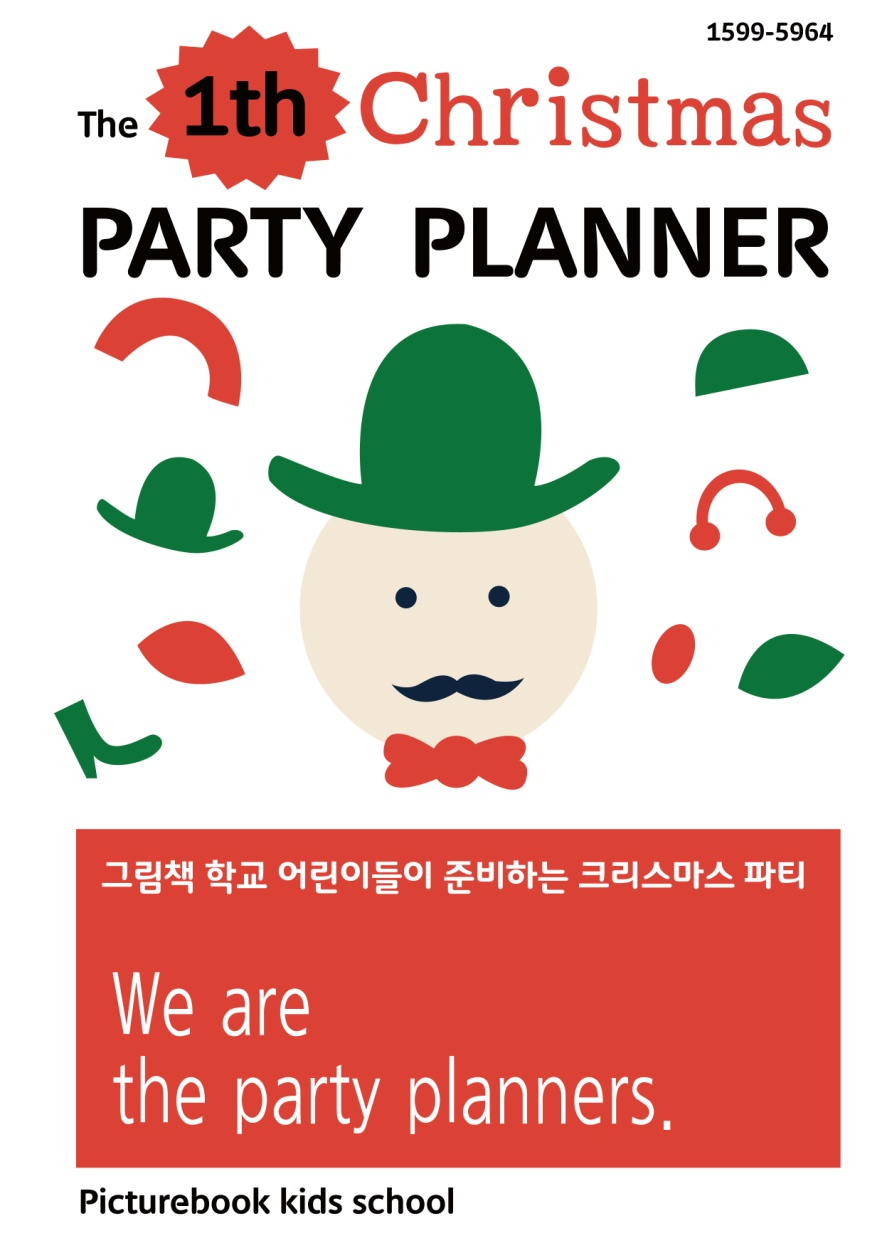 1599-5964
The 1th Christmas
PARTY PLANNER
그림책 학교 어린이들이 준비하는 크리스마스 파티
We are
the party planners.
Picturebook kids school